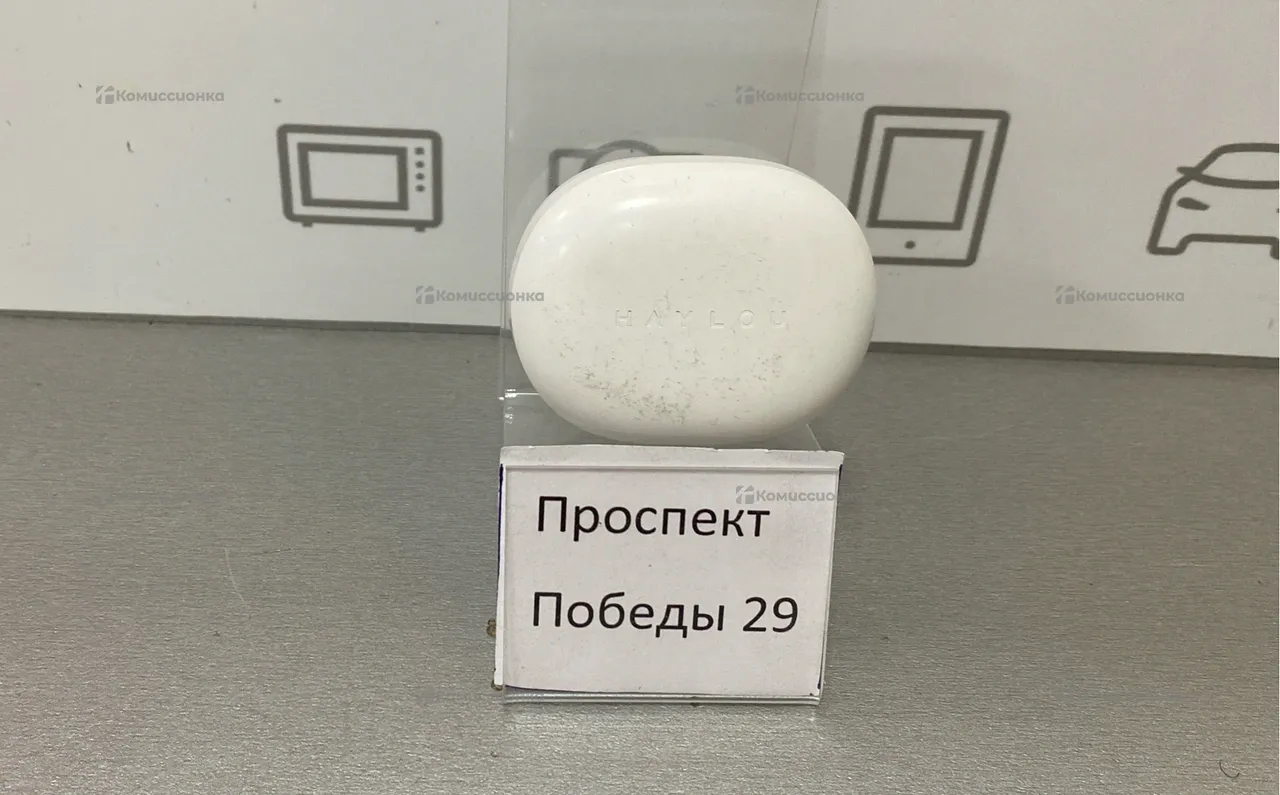 Комиссионка
Комиссионка
Комиссионка
Комиссионка
HAYLOU
Комиссионка
Проспект
Победы 29